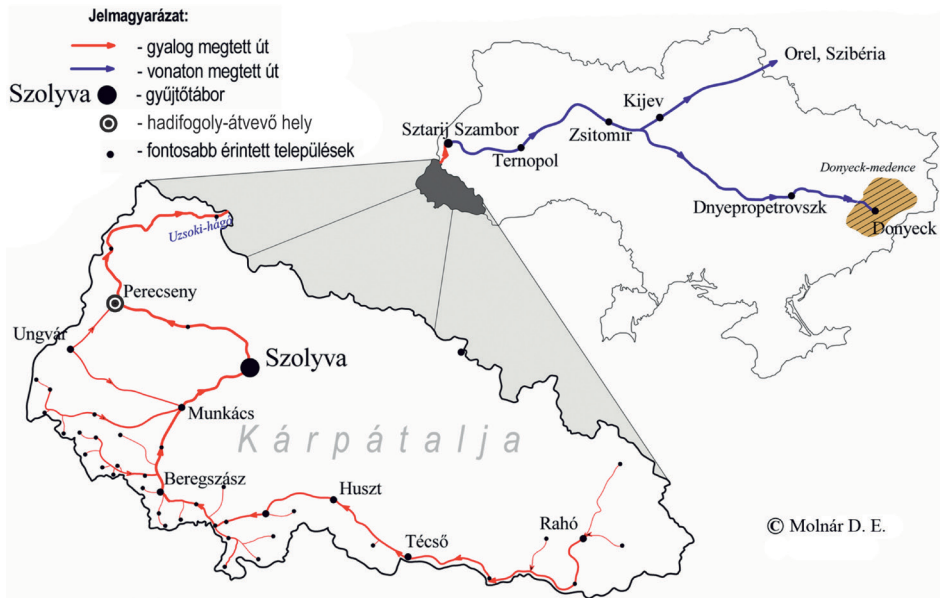 Jelmagyarázat:
- gyalog megtett út
- vonaton megtett út
Szolyva - gyűjtőtábor
- hadifogoly-átvevő hely
- fontosabb érintett települések
Orel, Szibéria
Kijev
Sztarij Szambor
Zsitomir
Ternopol
Donyeck-medence
Dnyepropetrovszk
Donyeck
Uzsoki-hágó
Perecseny
Ungvár
Szolyva
Munkács
Kárpátalja
Beregszász
Huszt
Rahó
Técső
© Molnár D. E.